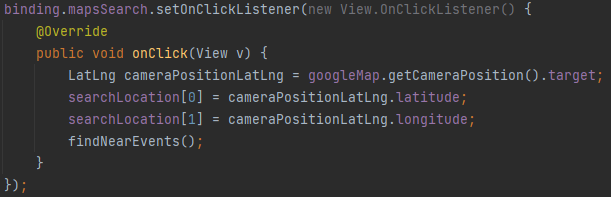 binding.mapsSearch.setOnClickListener(new View.OnClickListener() {
@Override
public void onClick(View v) {
LatLng cameraPositionLatLng = googleMap.getCameraPosition().target;
searchLocation[0] = cameraPositionLatLng.latitude;
searchLocation[1] = cameraPositionLatLng.longitude;
findNearEvents();
}
});